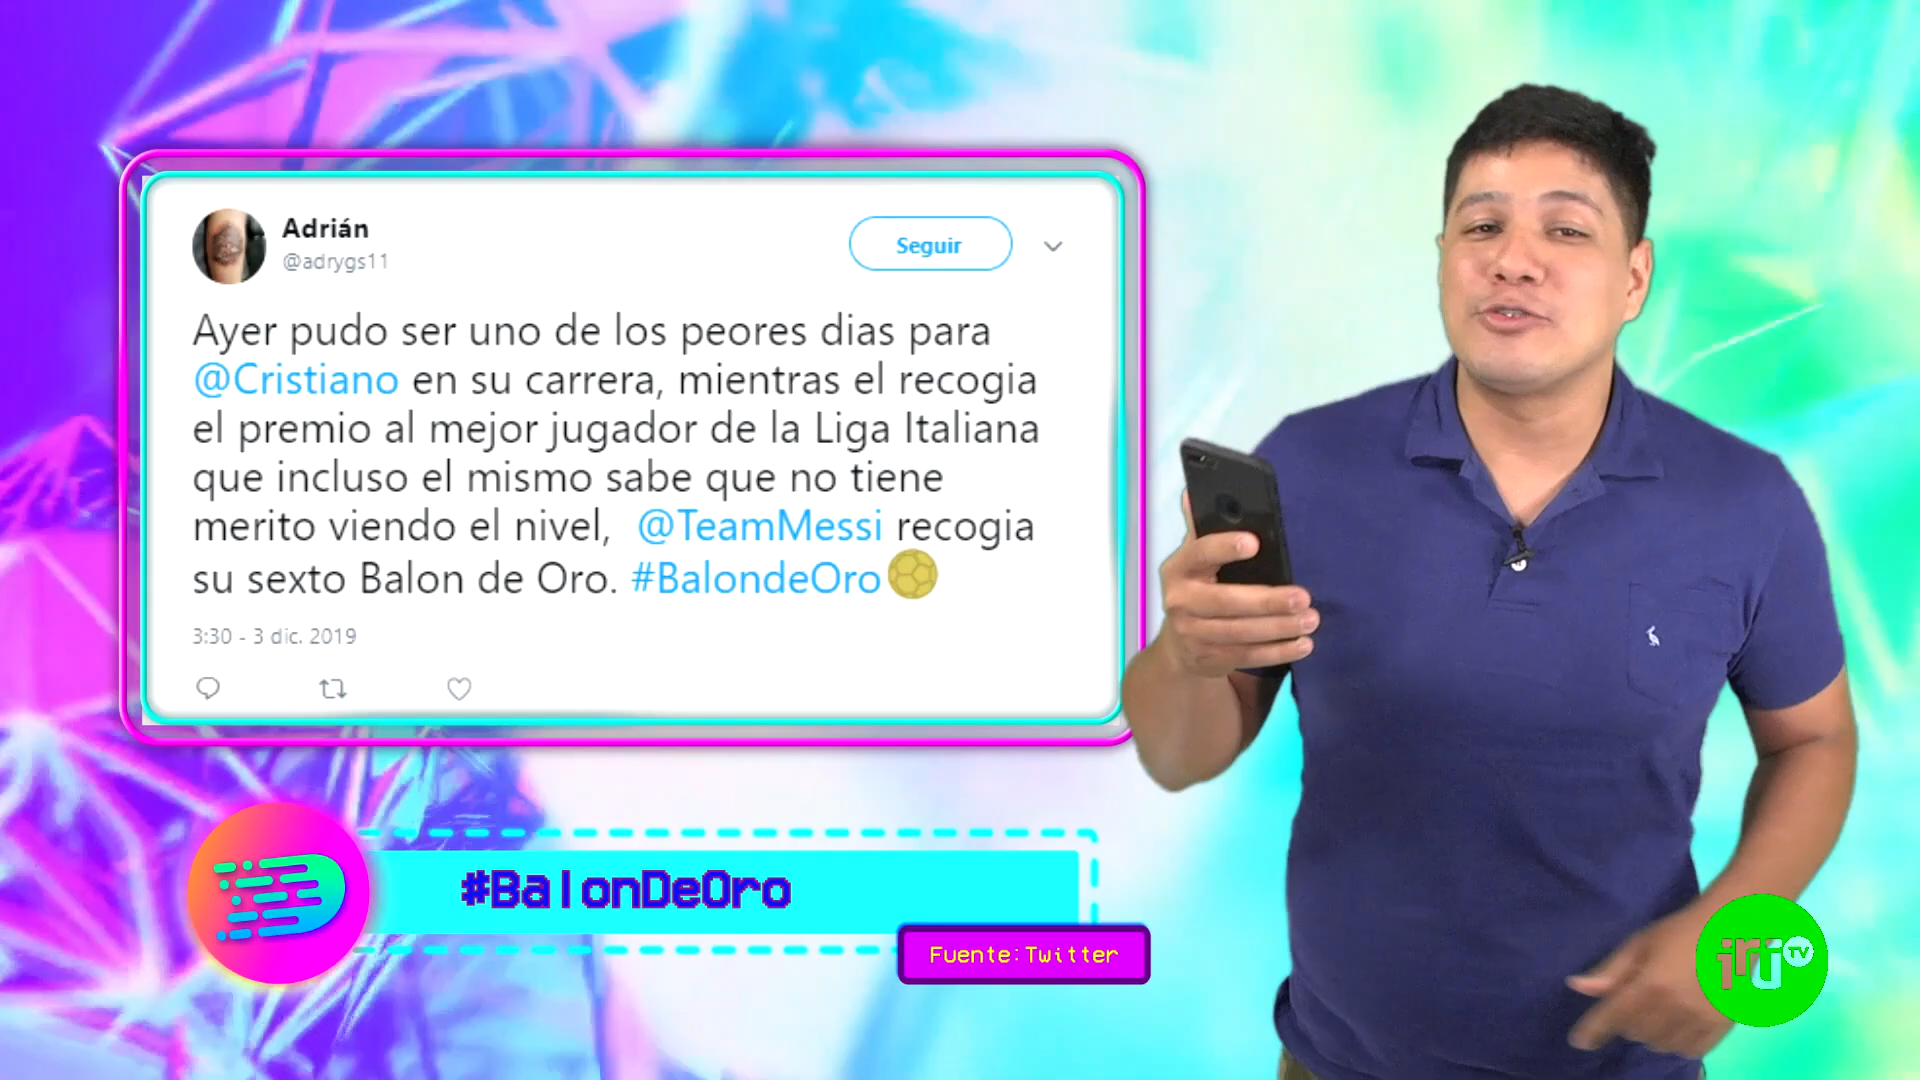 Adrián
@adrygs11
Seguir
Ayer pudo ser uno de los peores dias para
@Cristiano en su carrera, mientras el recogia
el premio al mejor jugador de la Liga Italiana
que incluso el mismo sabe que no tiene
merito viendo el nivel, @TeamMessi recogia
su sexto Balon de Oro. #BalondeOro
3:30 - 3 dic. 2019
#BalonDeOro
Fuente:Twitter
iritv TV